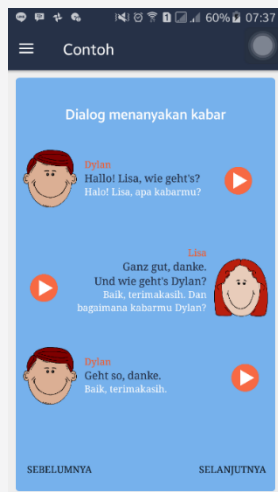 60% 07:37
Contoh
Dialog menanyakan kabar
Dylan
Hallo! Lisa, wie geht's?
Halo! Lisa, apa kabarmu?
Lisa
Ganz gut, danke.
Und wie geht's Dylan?
Baik, terimakasih. Dan
bagaimana kabarmu Dylan?
Dylan
Geht so, danke.
Baik, terimakasih.
SEBELUMNYA
SELANJUTNYA